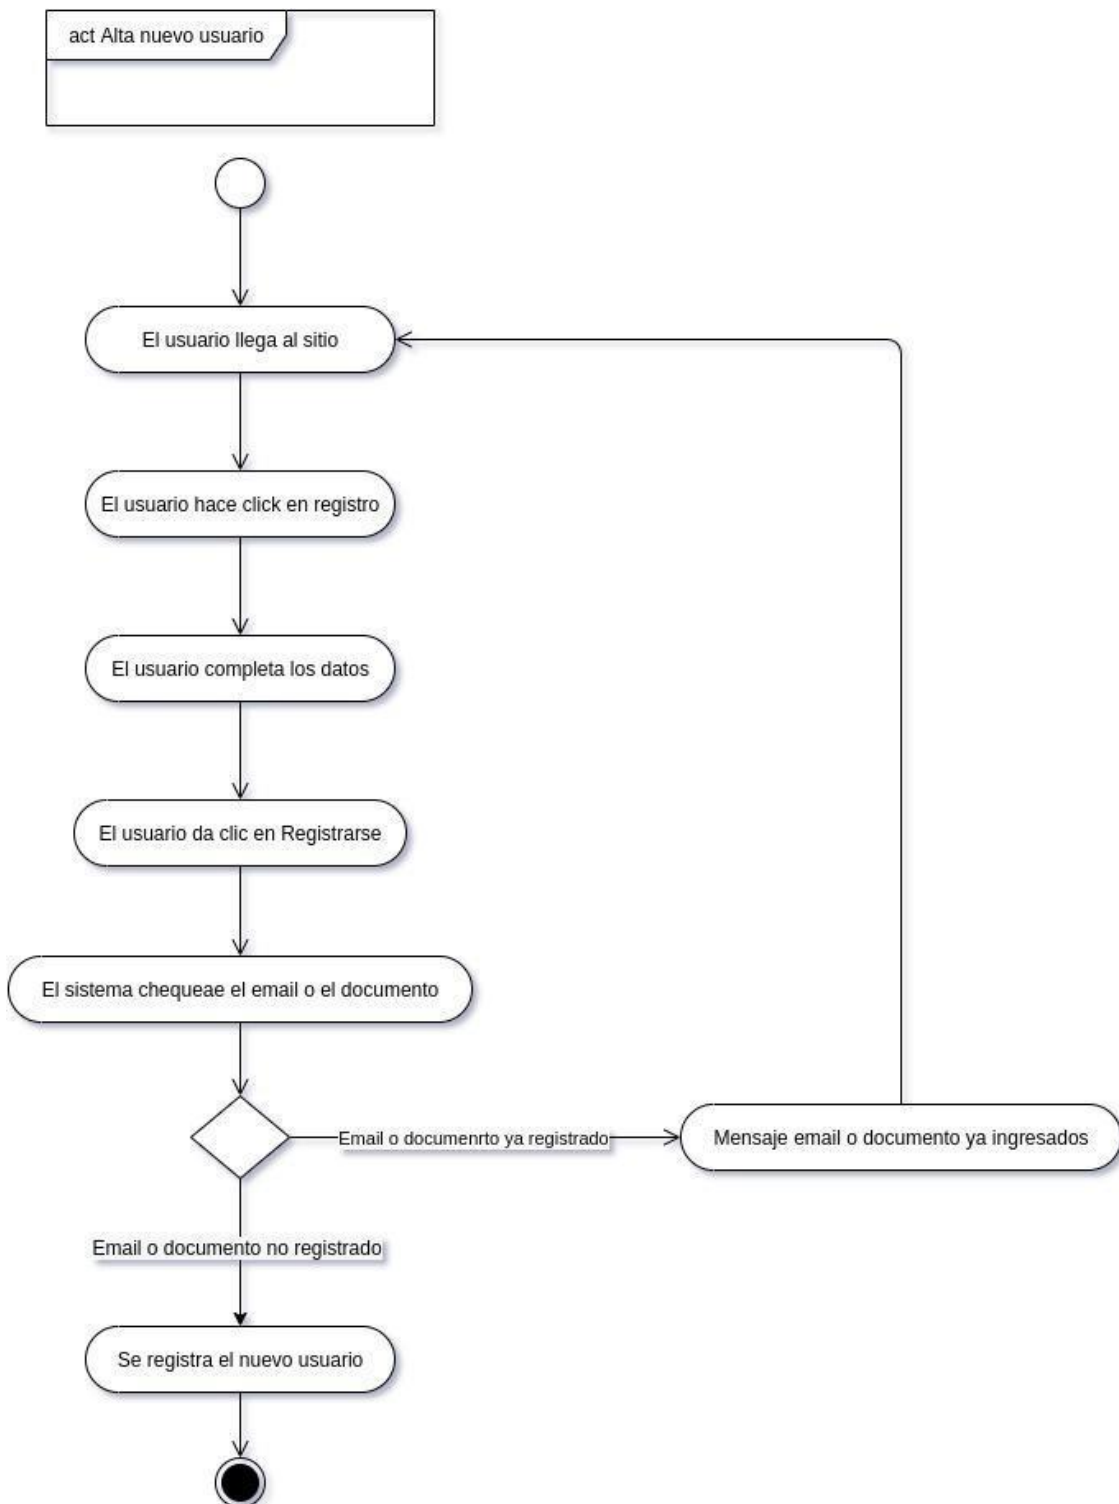 act Alta nuevo usuario
El usuario llega al sitio
El usuario hace click en registro
El usuario completa los datos
El usuario da clic en Registrarse
El sistema chequeae el email o el documento
Email o documenrto ya registrado
Mensaje email o documento ya ingresados
Email o documento no registrado
Se registra el nuevo usuario